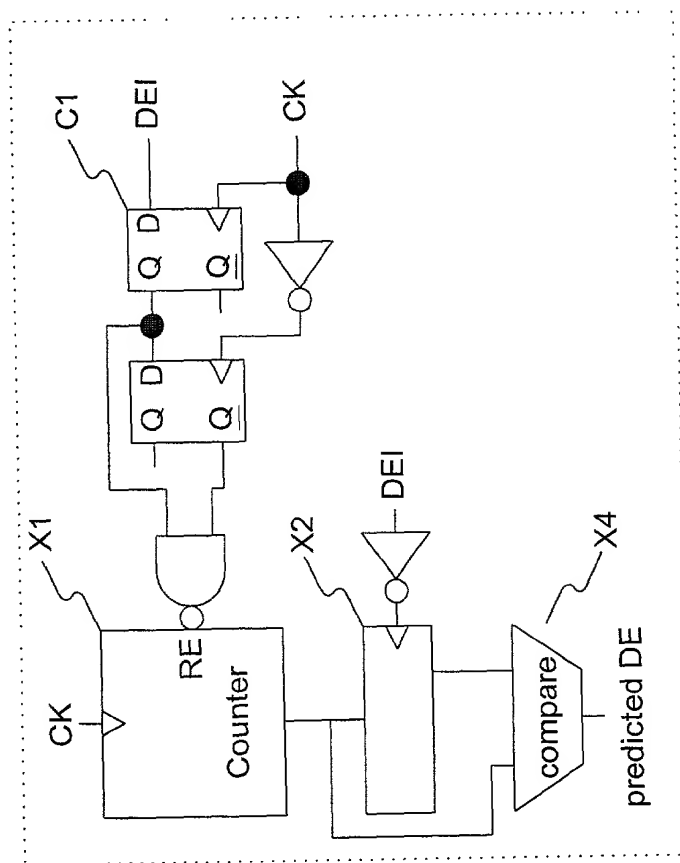 X1
C1
CK
Q D
Q D
DEI
RE
Q
Q
Counter
X2
CK
DEI
compare
X4
predicted DE